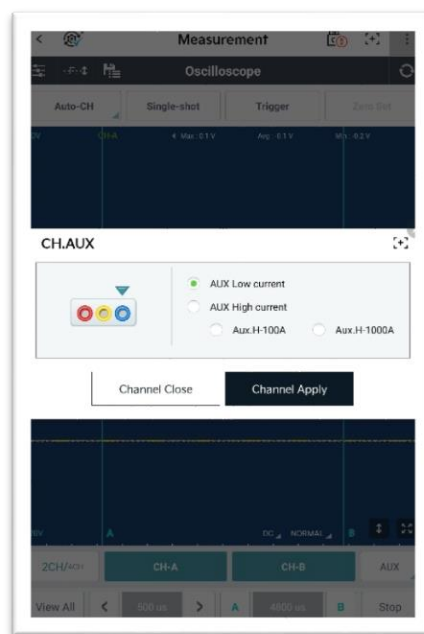 Measurement
Oscilloscope
Auto-CH Single-shot Trigger Zero Set
CH-A Max : 0.1 V Avg : -0.1 V Min : -0.2 V
CH.AUX
AUX Low current
AUX High current
Aux.H-100A Aux.H-1000A
Channel Close Channel Apply
A DC NORMAL B
2CH/4CH CH-A CH-B AUX
View All 500 us A 4800 us B Stop